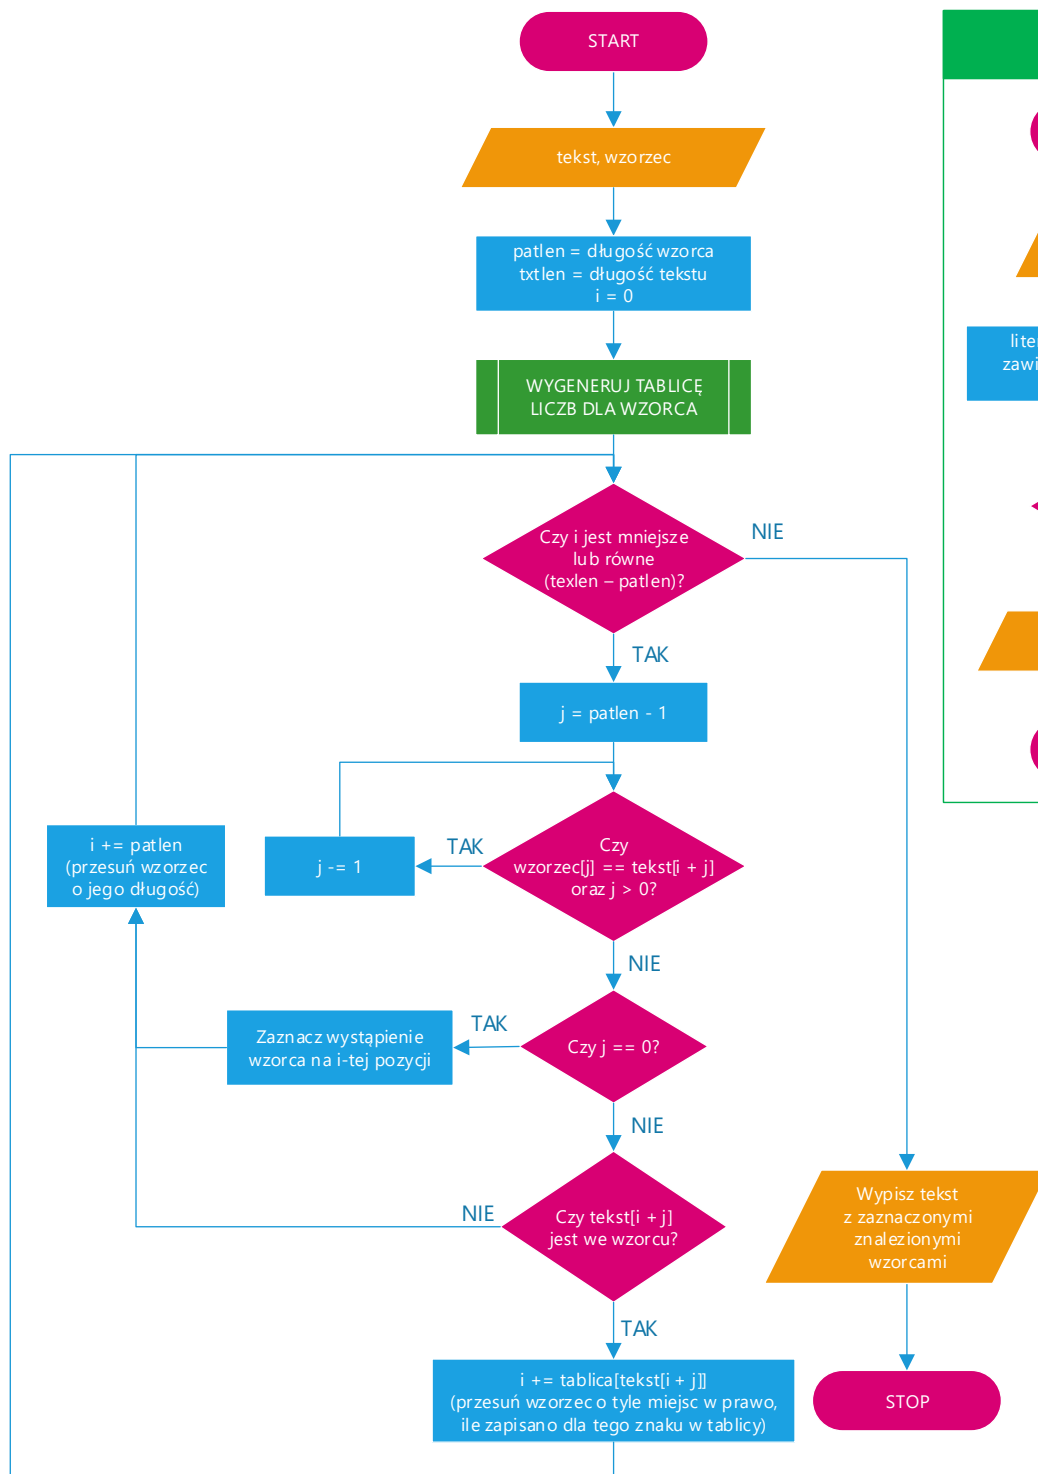 START
tekst, wzorzec
patlen = długość wzorca
txtlen = długość tekstu
i = 0
WYGENERUJ TABLICĘ
LICZB DLA WZORCA
Czy i jest mniejsze
lub równe
(texlen – patlen)?
NIE
TAK
j = patlen - 1
Czy
wzorzec[j] == tekst[i + j]
oraz j > 0?
TAK
j -= 1
i += patlen
(przesuń wzorzec
o jego długość)
NIE
Czy j == 0?
TAK
Zaznacz wystąpienie
wzorca na i-tej pozycji
NIE
Czy tekst[i + j]
jest we wzorcu?
NIE
TAK
i += tablica[tekst[i + j]]
(przesuń wzorzec o tyle miejsc w prawo,
ile zapisano dla tego znaku w tablicy)
Wypisz tekst
z zaznaczonymi
znalezionymi
wzorcami
STOP